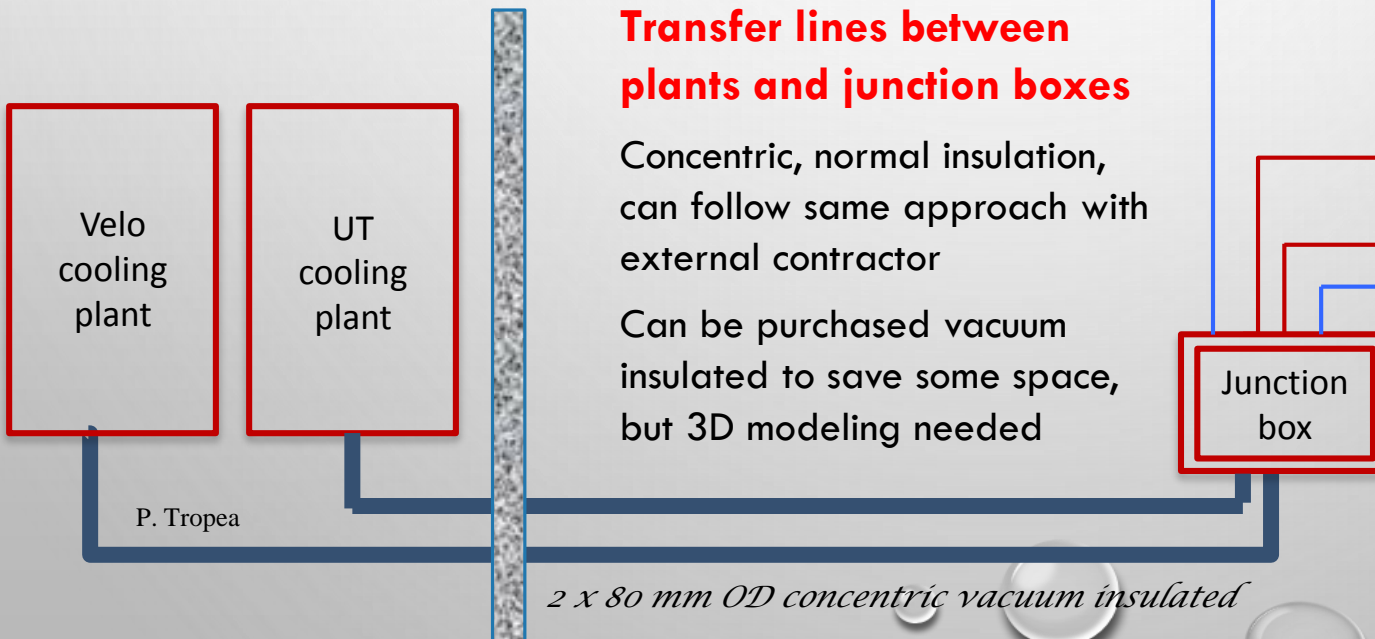 Transfer lines between
plants and junction boxes
Concentric, normal insulation,
can follow same approach with
external contractor
Can be purchased vacuum
insulated to save some space,
but 3D modeling needed
Velo
cooling
plant
UT
cooling
plant
Junction
box
P. Tropea
2 x 80 mm OD concentric vacuum insulated